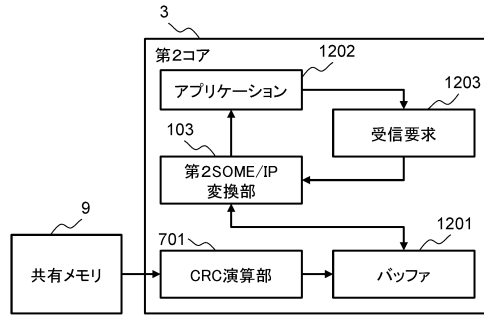 3
第2コア
1202
アプリケーション
1203
受信要求
103
第2SOME/IP
変換部
9
共有メモリ
701
CRC演算部
1201
バッファ